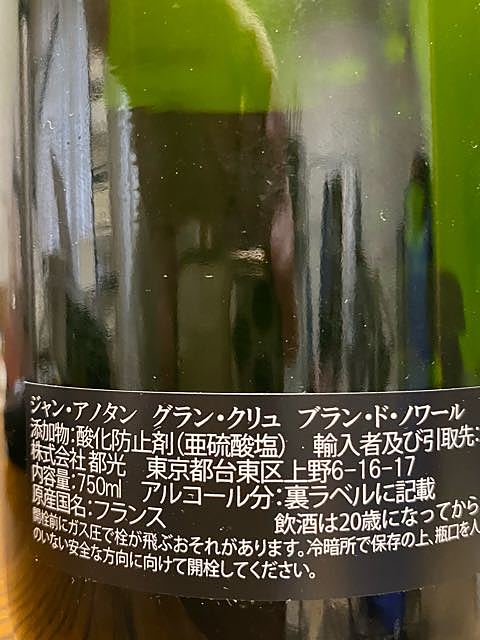 ジャン・アノタン　グラン・クリュ　ブラン・ド・ノワール
添加物：酸化防止剤（亜硫酸塩）　輸入者及び引取先：
株式会社都光　東京都台東区上野6-16-17
内容量：750ml　アルコール分：裏ラベルに記載
原産国名：フランス　飲酒は20歳になってから
開栓前にガス圧で栓が飛ぶおそれがあります。冷暗所で保存の上、瓶口を人
のいない安全な方向に向けて開栓してください。